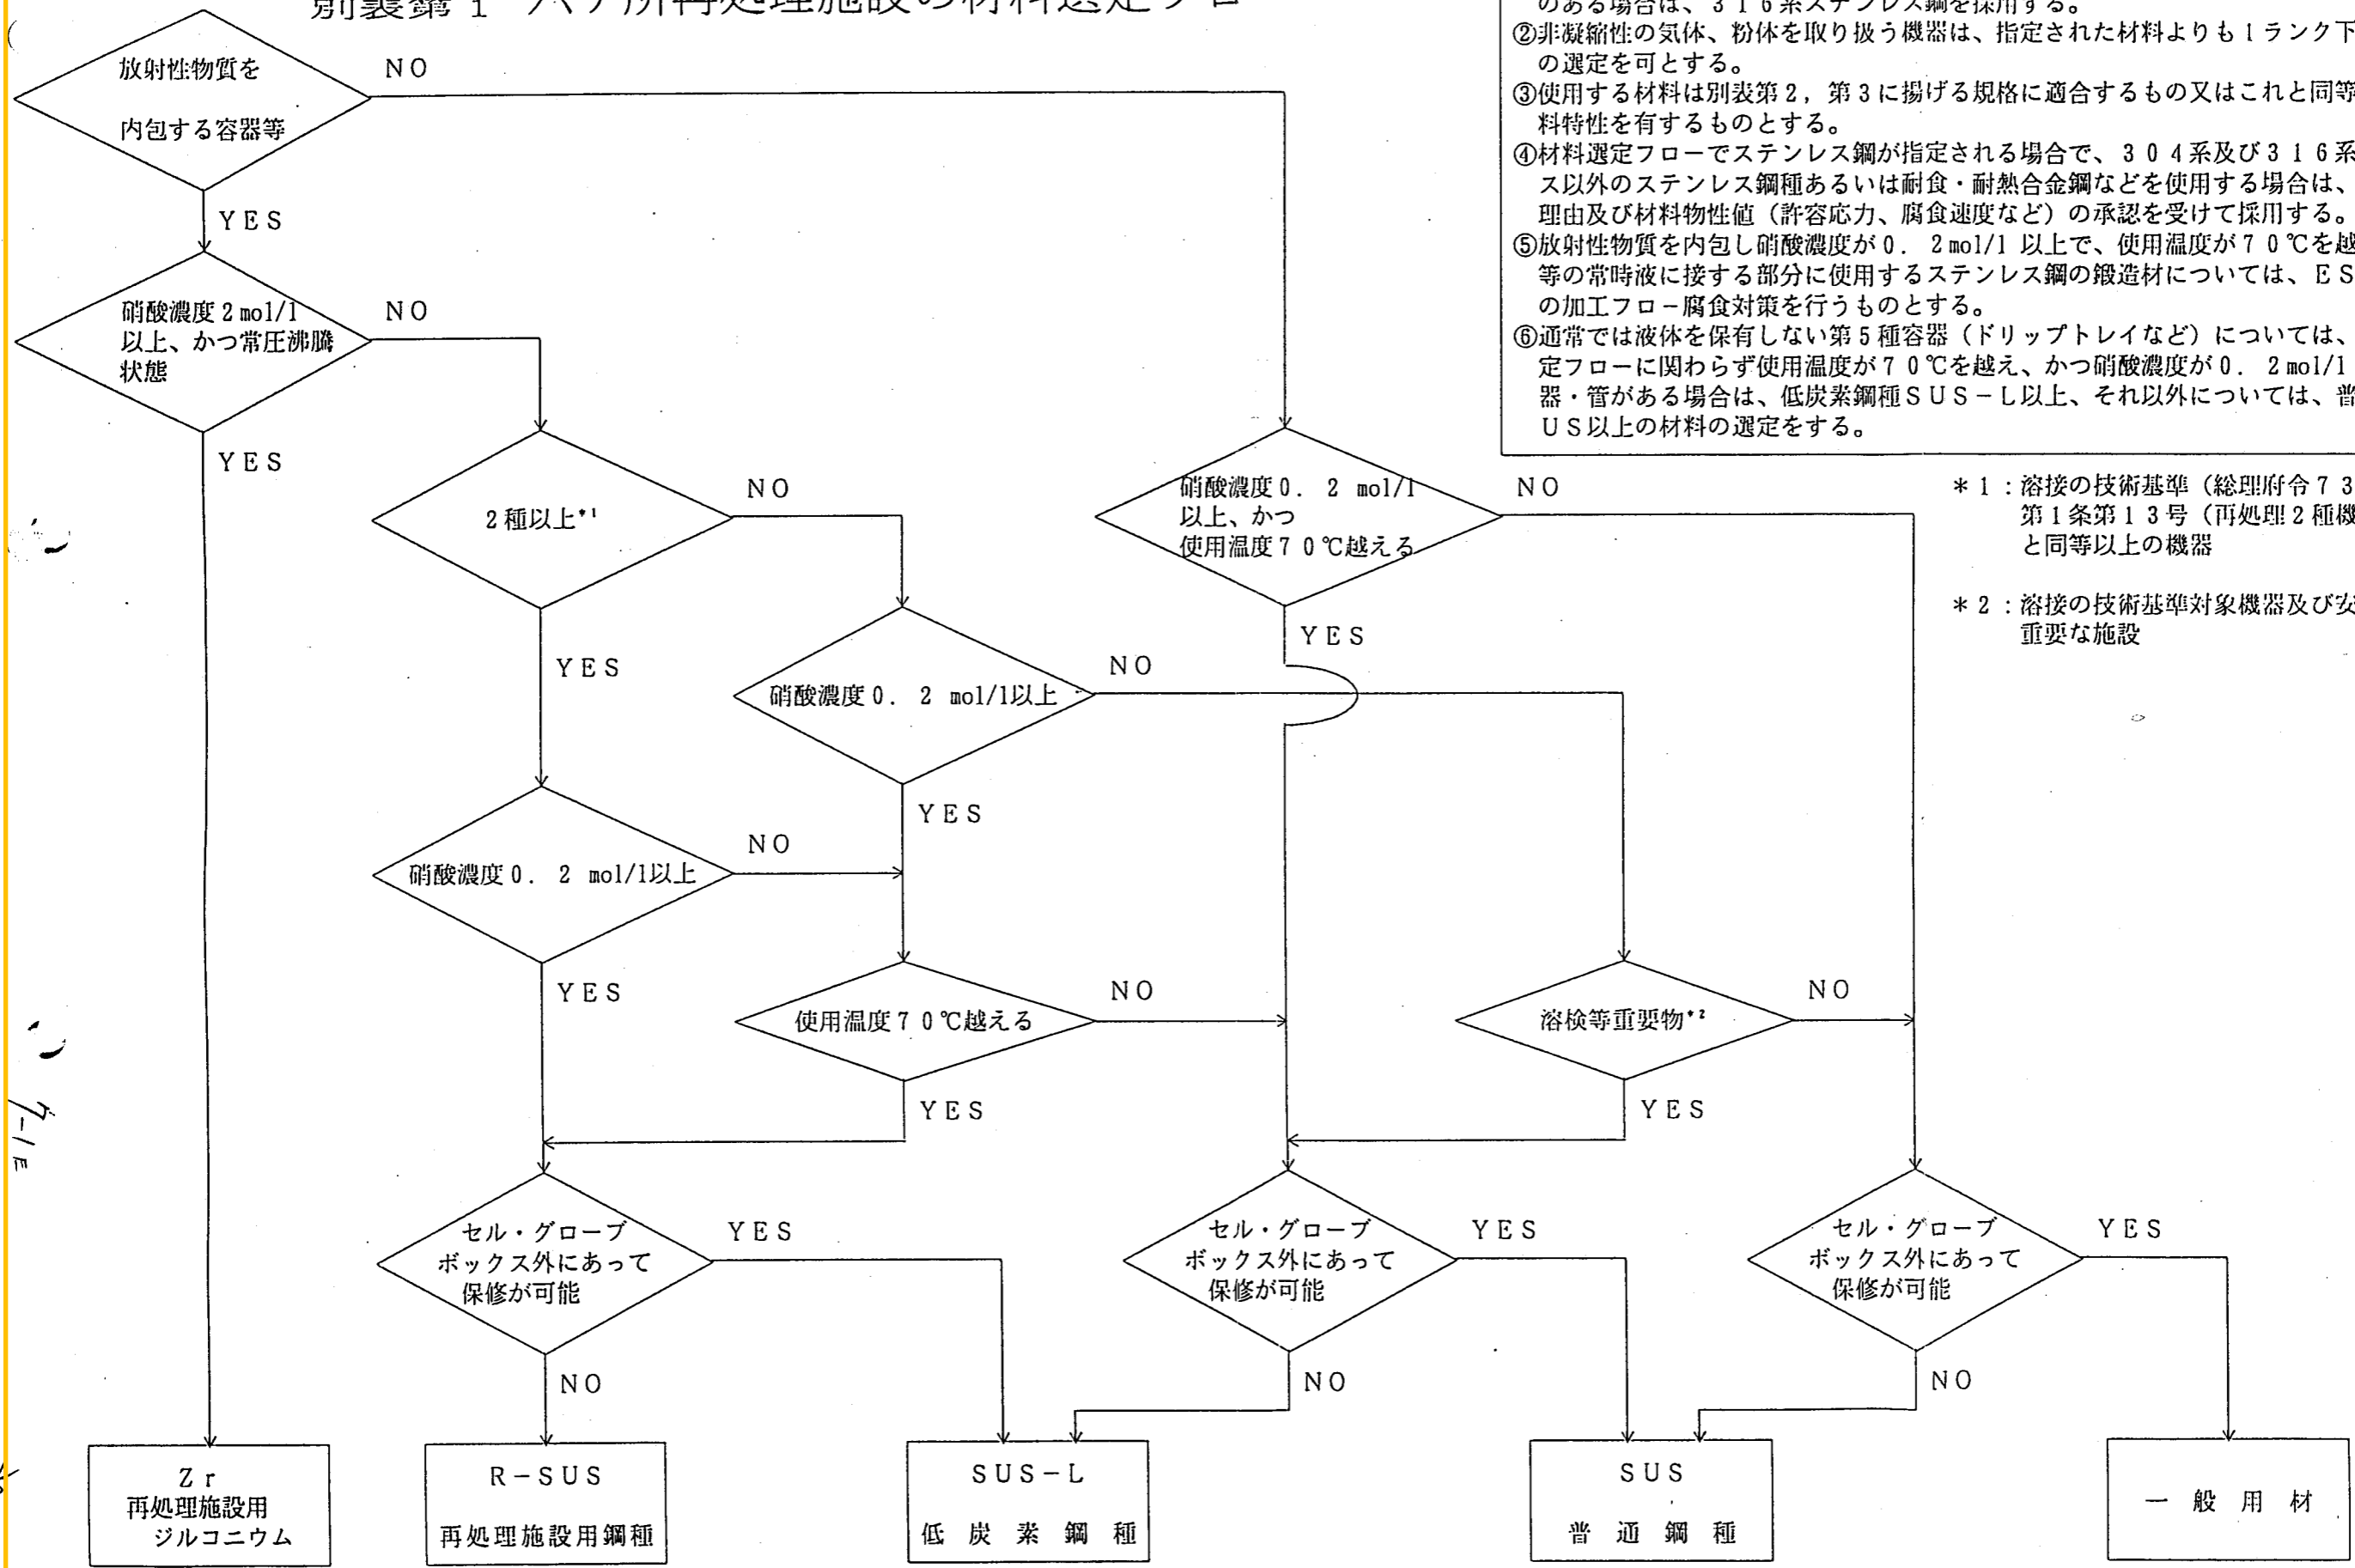 別表第1 六ヶ所再処理施設の材料選定フロー
のある場合は、316系ステンレス鋼を採用する。
②非凝縮性の気体、粉体を取り扱う機器は、指定された材料よりも1ランク下
の選定を可とする。
③使用する材料は別表第2，第3に揚げる規格に適合するもの又はこれと同等
料特性を有するものとする。
④材料選定フローでステンレス鋼が指定される場合で、304系及び316系
ス以外のステンレス鋼種あるいは耐食・耐熱合金鋼などを使用する場合は、
理由及び材料物性値（許容応力、腐食速度など）の承認を受けて採用する。
⑤放射性物質を内包し硝酸濃度が0．2mol/l 以上で、使用温度が70℃を越
等の常時液に接する部分に使用するステンレス鋼の鍛造材については、ES
の加工フロー腐食対策を行うものとする。
⑥通常では液体を保有しない第5種容器（ドリップトレイなど）については、
定フローに関わらず使用温度が70℃を越え、かつ硝酸濃度が0．2mol/l
器・管がある場合は、低炭素鋼種SUS－L以上、それ以外については、普
US以上の材料の選定をする。
＊1：溶接の技術基準（総理府令73
第1条第13号（再処理2種機
と同等以上の機器
＊2：溶接の技術基準対象機器及び安
重要な施設
放射性物質を
内包する容器等
NO
YES
硝酸濃度2mol/l
以上、かつ常圧沸騰
状態
NO
YES
2種以上*1
NO
YES
硝酸濃度0．2 mol/l
以上、かつ
使用温度70℃越える
NO
YES
硝酸濃度0．2 mol/l以上
NO
YES
硝酸濃度0．2 mol/l以上
NO
YES
使用温度70℃越える
NO
YES
溶検等重要物*2
NO
YES
セル・グローブ
ボックス外にあって
保修が可能
YES
NO
セル・グローブ
ボックス外にあって
保修が可能
YES
NO
セル・グローブ
ボックス外にあって
保修が可能
YES
NO
Zr
再処理施設用
ジルコニウム
R－SUS
再処理施設用鋼種
SUS－L
低炭素鋼種
SUS
普通鋼種
一般用材